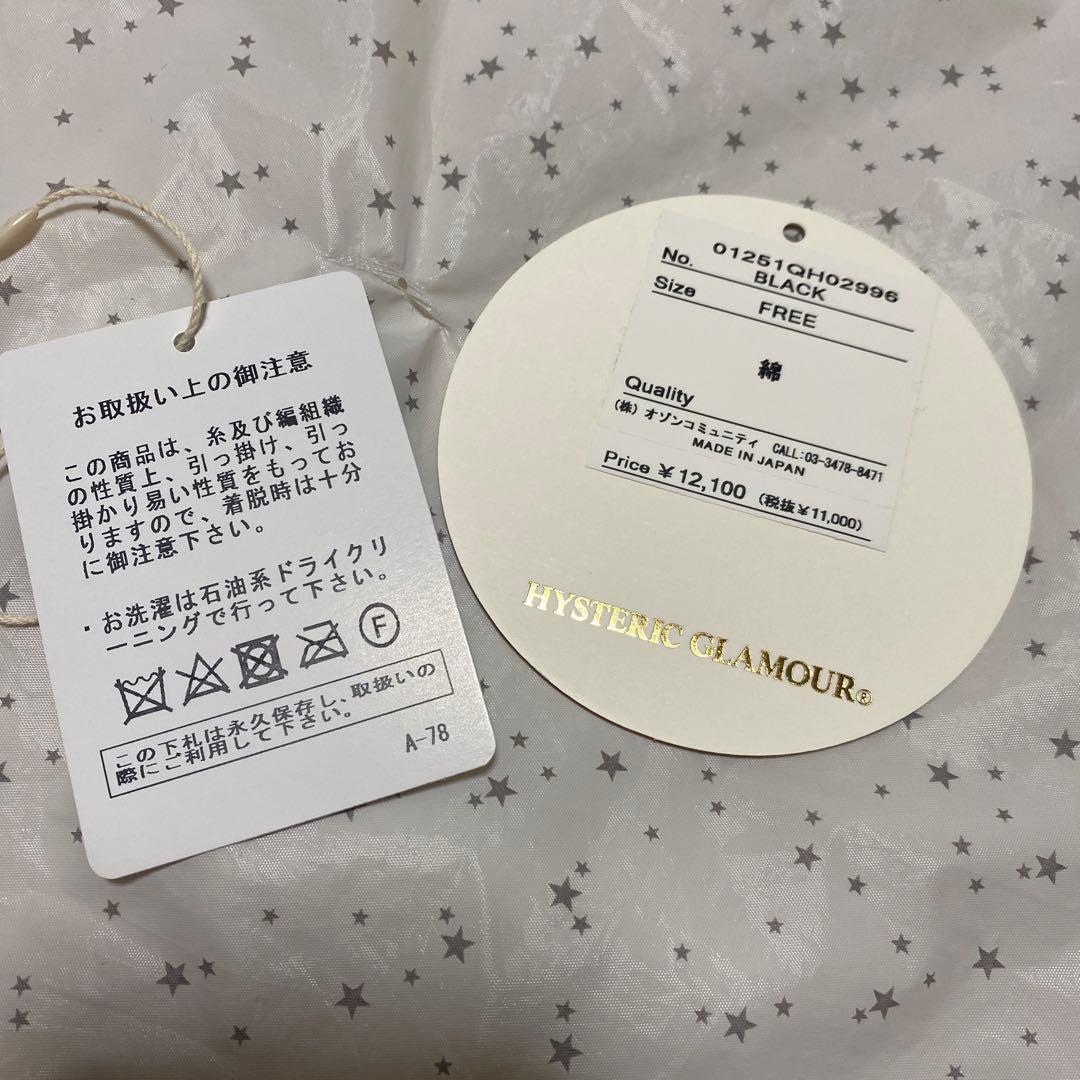 お取扱い上の御注意
この商品は、糸及び編組織
の性質上、引っ掛け、引っ
掛かり易い性質をもってお
りますので、着脱時は十分
に御注意下さい。
・お洗濯は石油系ドライクリ
ーニングで行って下さい。
F
この下札は永久保存し、取扱いの
際にご利用して下さい。
A-78
No. 01251QH02996
BLACK
Size FREE
綿
Quality
(株) オゾンコミュニティ CALL:03-3478-8471
MADE IN JAPAN
Price ¥12,100 (税抜¥11,000)
HYSTERIC GLAMOUR®